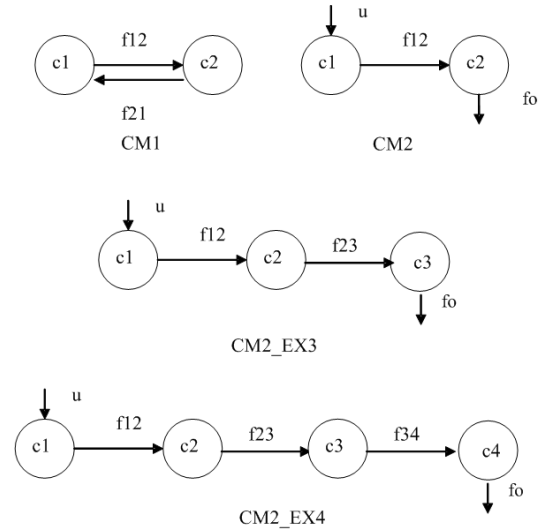 u u
f12 f12
c1 c2 c1 c2
f21 fo
CM1 CM2
u
f12 f23
c1 c2 c3
fo
CM2_EX3
u
f12 f23 f34
c1 c2 c3 c4
fo
CM2_EX4